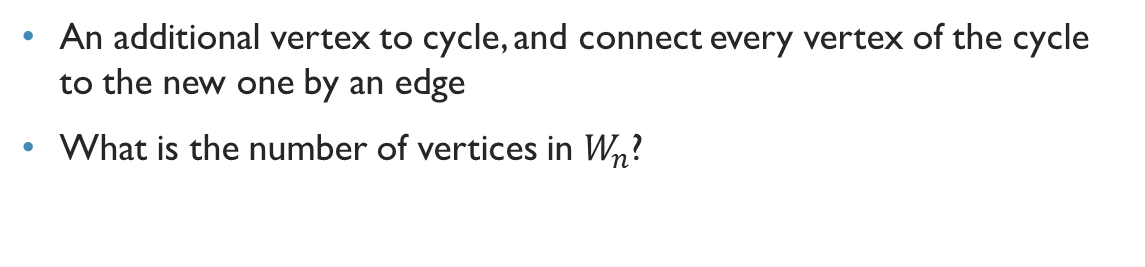 • An additional vertex to cycle, and connect every vertex of the cycle
to the new one by an edge
• What is the number of vertices in Wₙ?